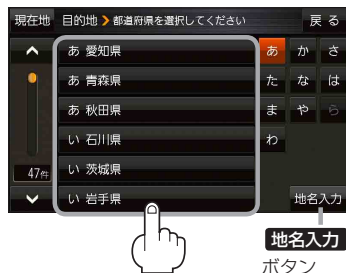 現在地 目的地 > 都道府県を選択してください 戻る
あ 愛知県 あ か さ
あ 青森県 た な は
あ 秋田県 ま や ら
い 石川県 わ
い 茨城県
47件
い 岩手県 地名入力
地名入力
ボタン